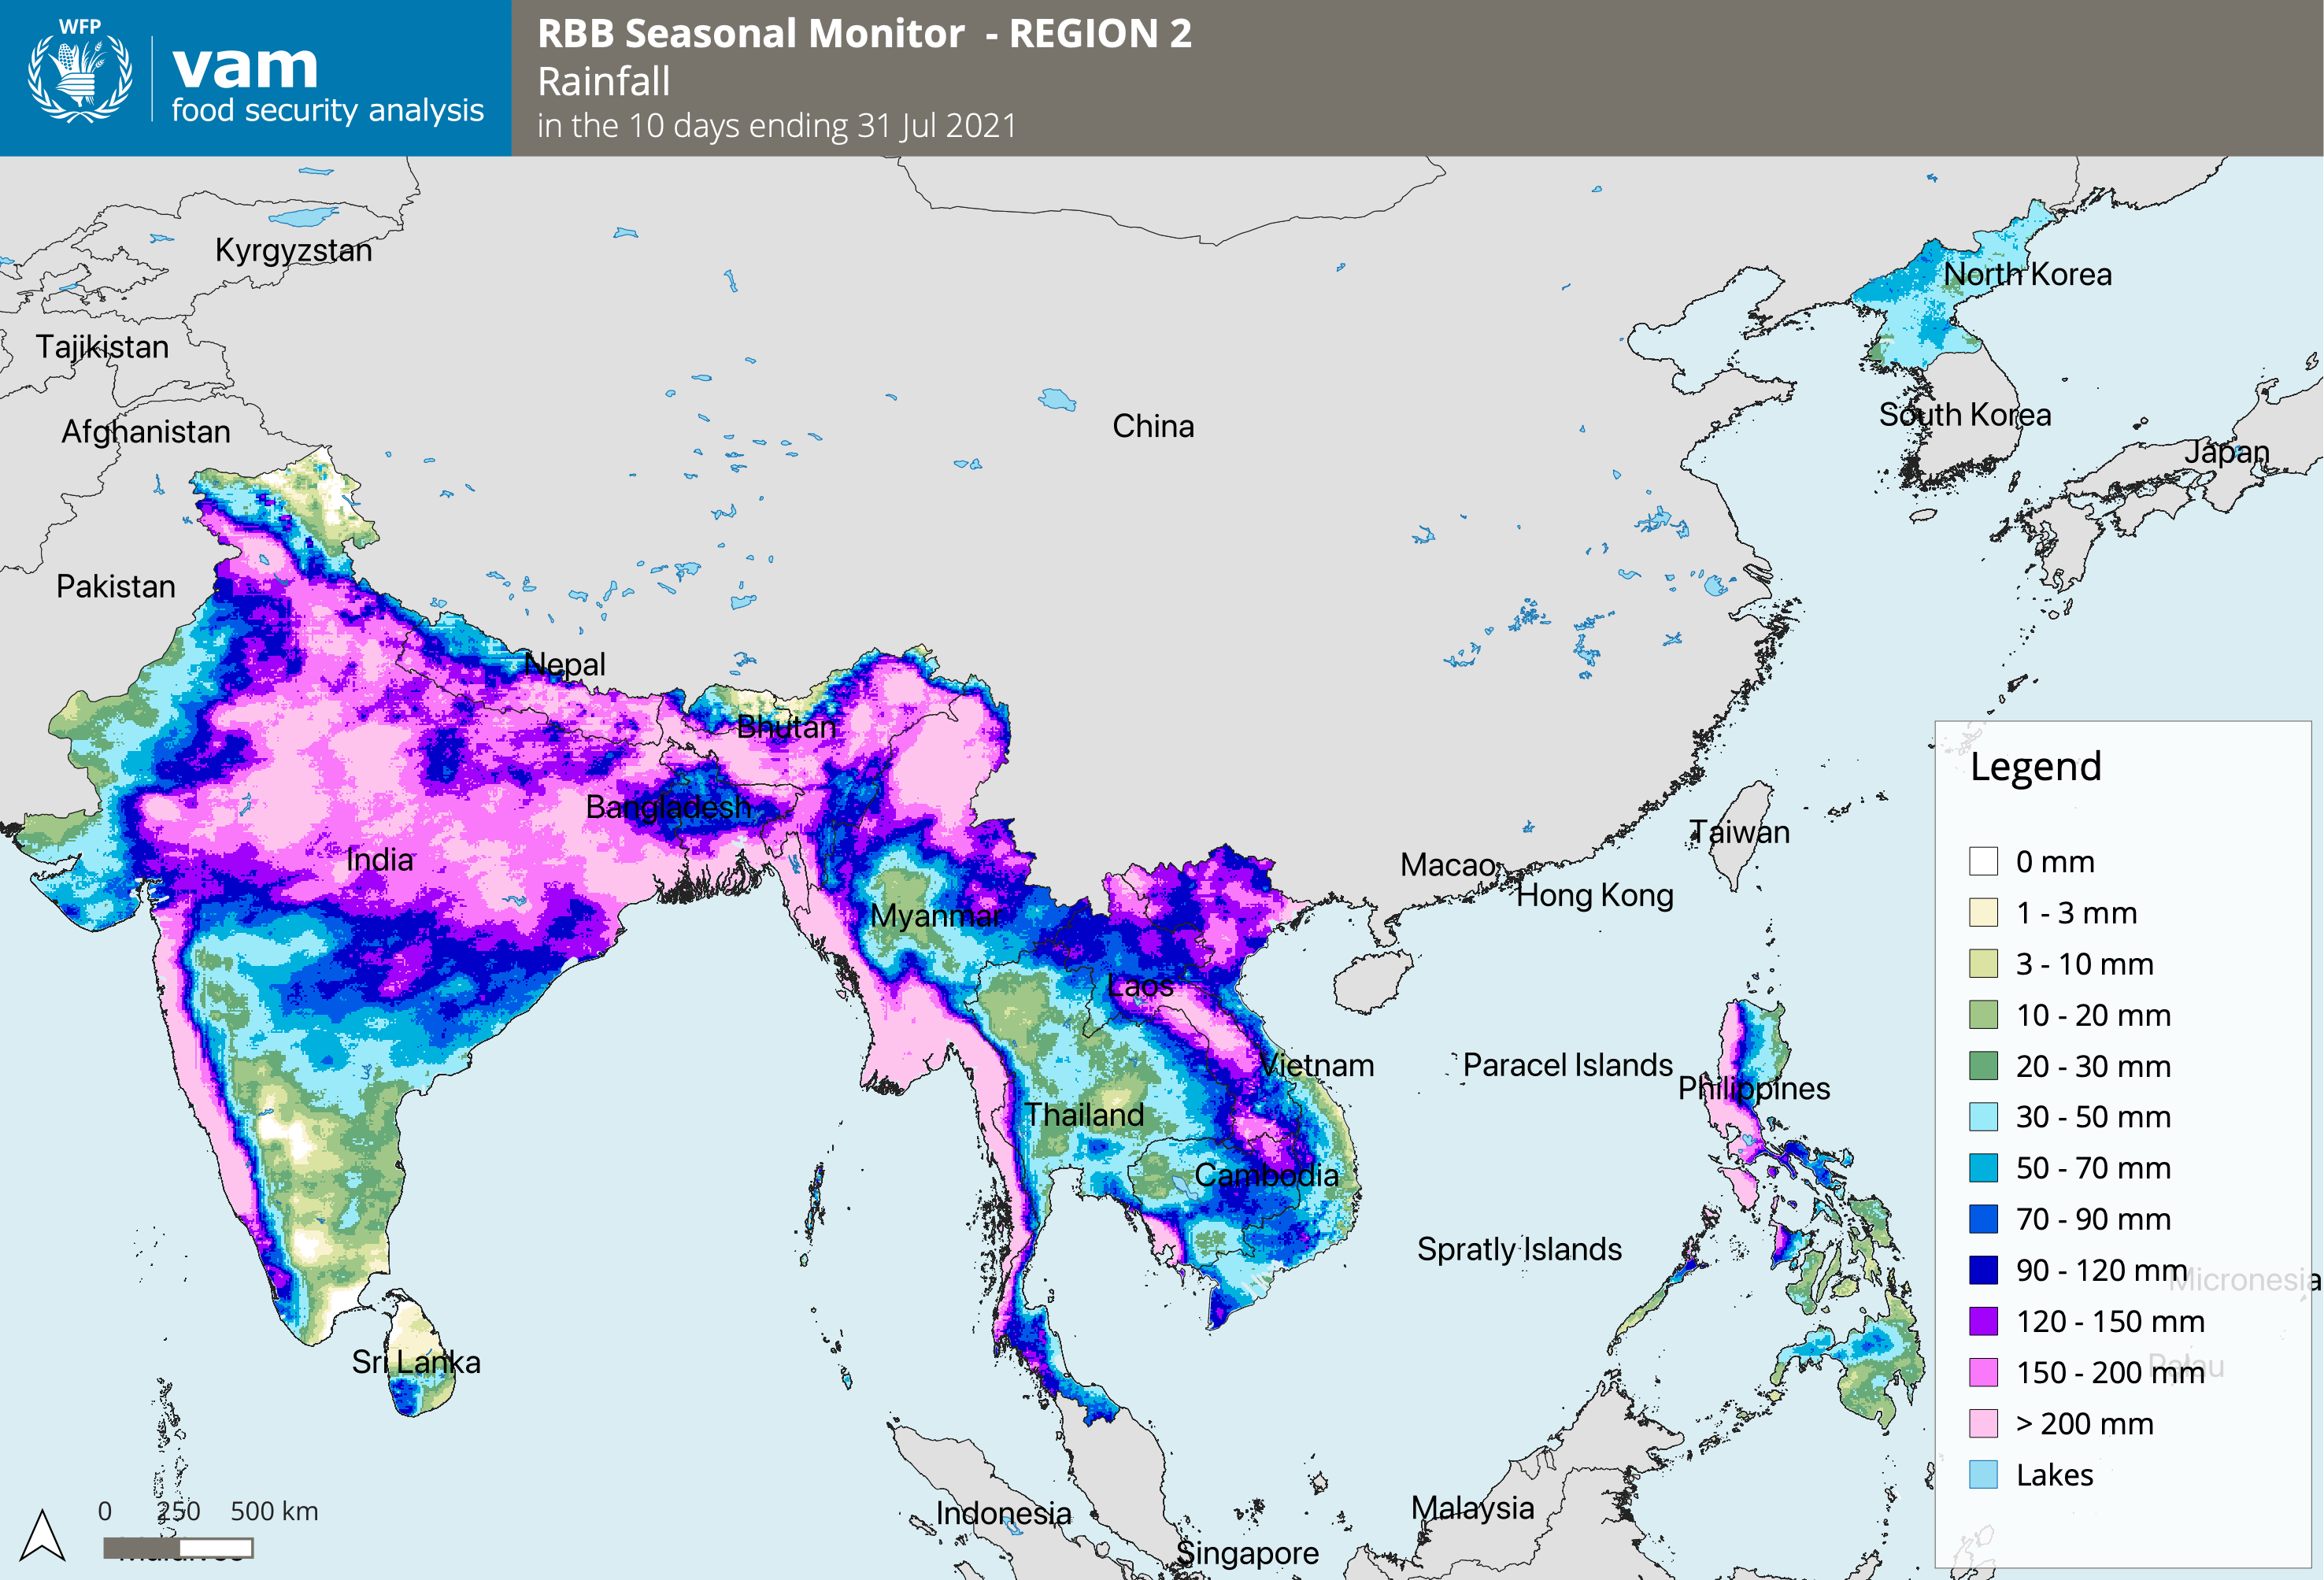 WFP
vam
food security analysis
RBB Seasonal Monitor - REGION 2
Rainfall
in the 10 days ending 31 Jul 2021
Kyrgyzstan
North Korea
Tajikistan
Afghanistan
China
South Korea
Japan
Pakistan
Nepal
Bhutan
Bangladesh
India
Myanmar
Macao
Hong Kong
Taiwan
Laos
Vietnam
Paracel Islands
Philippines
Thailand
Cambodia
Spratly Islands
Sri Lanka
Indonesia
Malaysia
Singapore
Maldives
0 250 500 km
Legend
0 mm
1 - 3 mm
3 - 10 mm
10 - 20 mm
20 - 30 mm
30 - 50 mm
50 - 70 mm
70 - 90 mm
90 - 120 mm
Micronesia
120 - 150 mm
Palau
150 - 200 mm
> 200 mm
Lakes